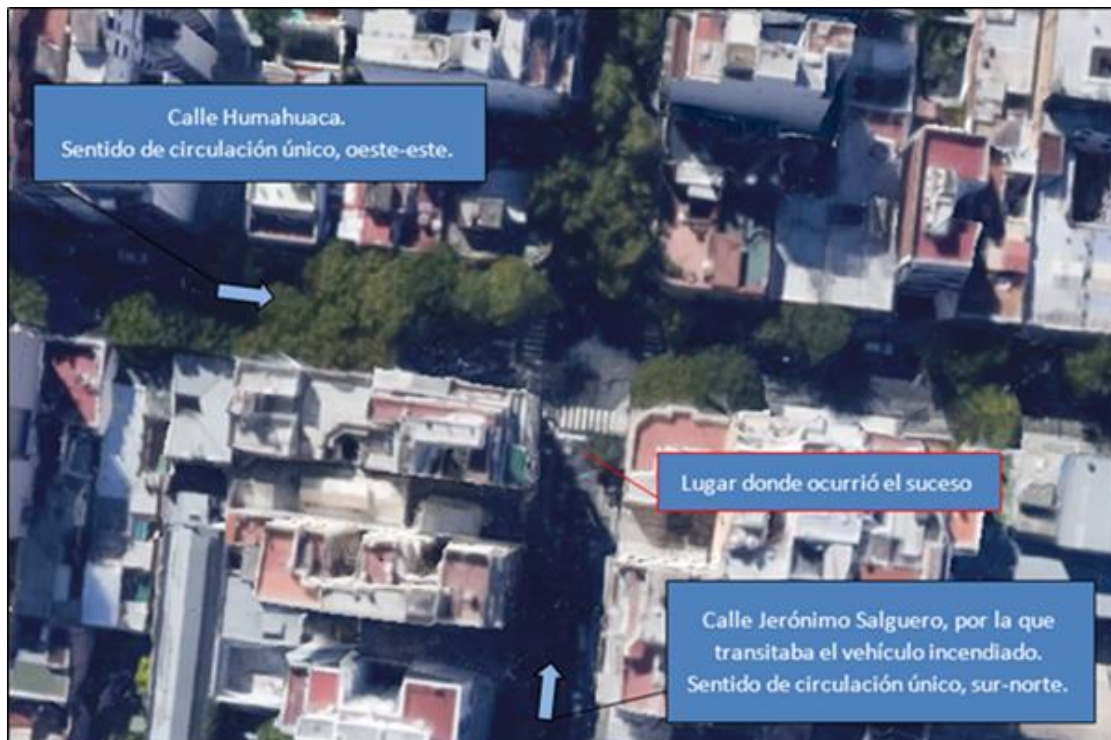 Calle Humahuaca.
Sentido de circulación único, oeste-este.
Lugar donde ocurrió el suceso
Calle Jerónimo Salguero, por la que
transitaba el vehículo incendiado.
Sentido de circulación único, sur-norte.